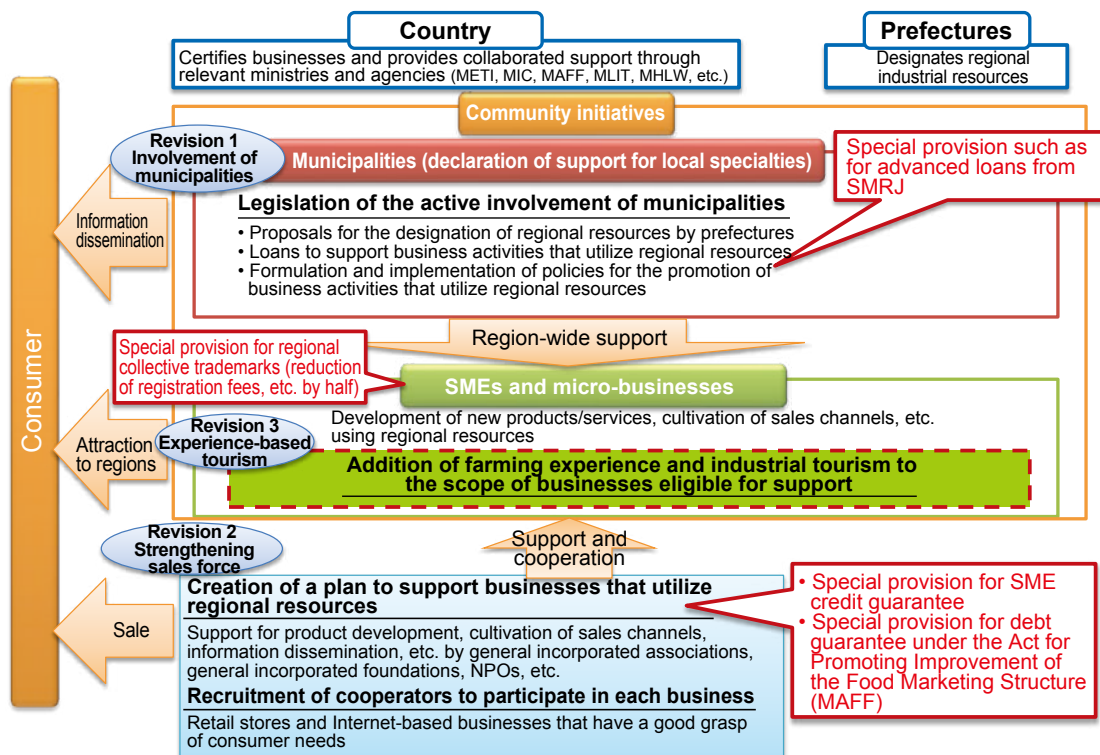 Country
Certifies businesses and provides collaborated support through
relevant ministries and agencies (METI, MIC, MAFF, MLIT, MHLW, etc.)
Prefectures
Designates regional
industrial resources
Consumer
Community initiatives
Revision 1
Involvement of
municipalities
Municipalities (declaration of support for local specialties)
Special provision such as
for advanced loans from
SMRJ
Information
dissemination
Legislation of the active involvement of municipalities
• Proposals for the designation of regional resources by prefectures
• Loans to support business activities that utilize regional resources
• Formulation and implementation of policies for the promotion of
business activities that utilize regional resources
Region-wide support
Special provision for regional
collective trademarks (reduction
of registration fees, etc. by half)
SMEs and micro-businesses
Development of new products/services, cultivation of sales channels, etc.
using regional resources
Attraction
to regions
Revision 3
Experience-based
tourism
Addition of farming experience and industrial tourism to
the scope of businesses eligible for support
Support and
cooperation
Revision 2
Strengthening
sales force
Sale
Creation of a plan to support businesses that utilize
regional resources
Support for product development, cultivation of sales channels,
information dissemination, etc. by general incorporated associations,
general incorporated foundations, NPOs, etc.
Recruitment of cooperators to participate in each business
Retail stores and Internet-based businesses that have a good grasp
of consumer needs
• Special provision for SME
credit guarantee
• Special provision for debt
guarantee under the Act for
Promoting Improvement of
the Food Marketing Structure
(MAFF)